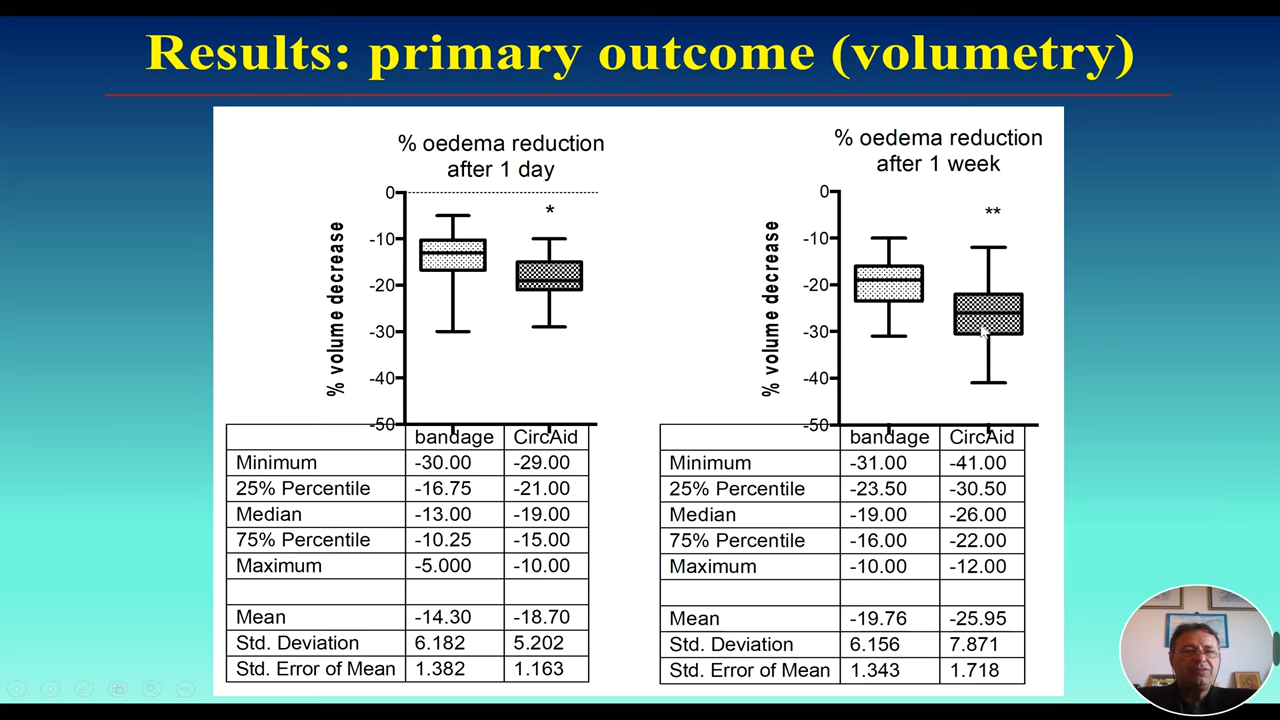 Results: primary outcome (volumetry)
% oedema reduction
after 1 day
% volume decrease
0
-10
-20
-30
-40
-50
*
bandage CircAid
Minimum -30.00 -29.00
25% Percentile -16.75 -21.00
Median -13.00 -19.00
75% Percentile -10.25 -15.00
Maximum -5.000 -10.00
Mean -14.30 -18.70
Std. Deviation 6.182 5.202
Std. Error of Mean 1.382 1.163
% oedema reduction
after 1 week
% volume decrease
0
-10
-20
-30
-40
-50
**
bandage CircAid
Minimum -31.00 -41.00
25% Percentile -23.50 -30.50
Median -19.00 -26.00
75% Percentile -16.00 -22.00
Maximum -10.00 -12.00
Mean -19.76 -25.95
Std. Deviation 6.156 7.871
Std. Error of Mean 1.343 1.718